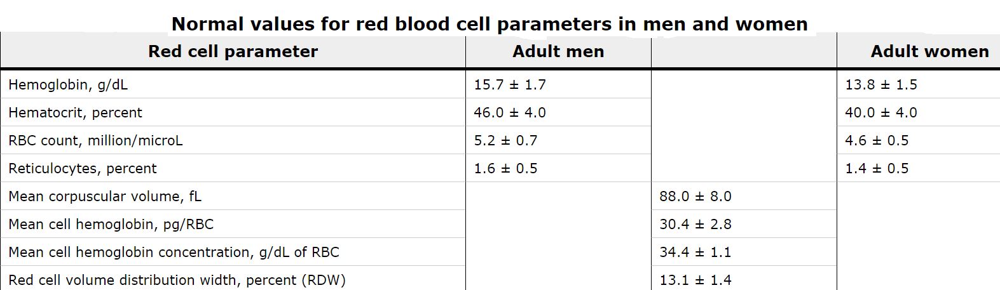 Normal values for red blood cell parameters in men and women
Red cell parameter Adult men Adult women
Hemoglobin, g/dL 15.7 ± 1.7 13.8 ± 1.5
Hematocrit, percent 46.0 ± 4.0 40.0 ± 4.0
RBC count, million/microL 5.2 ± 0.7 4.6 ± 0.5
Reticulocytes, percent 1.6 ± 0.5 1.4 ± 0.5
Mean corpuscular volume, fL 88.0 ± 8.0
Mean cell hemoglobin, pg/RBC 30.4 ± 2.8
Mean cell hemoglobin concentration, g/dL of RBC 34.4 ± 1.1
Red cell volume distribution width, percent (RDW) 13.1 ± 1.4